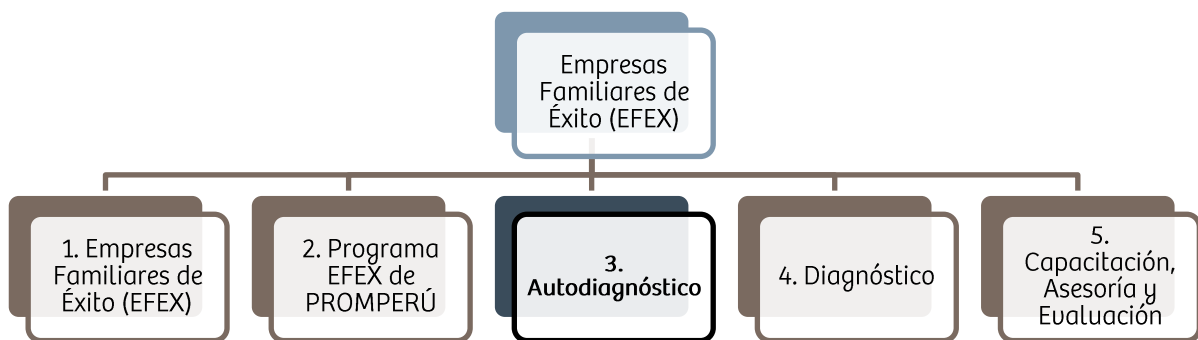 Empresas
Familiares de
Éxito (EFEX)
1. Empresas
Familiares de
Éxito (EFEX)
2. Programa
EFEX de
PROMPERÚ
3.
Autodiagnóstico
4. Diagnóstico
5.
Capacitación,
Asesoría y
Evaluación